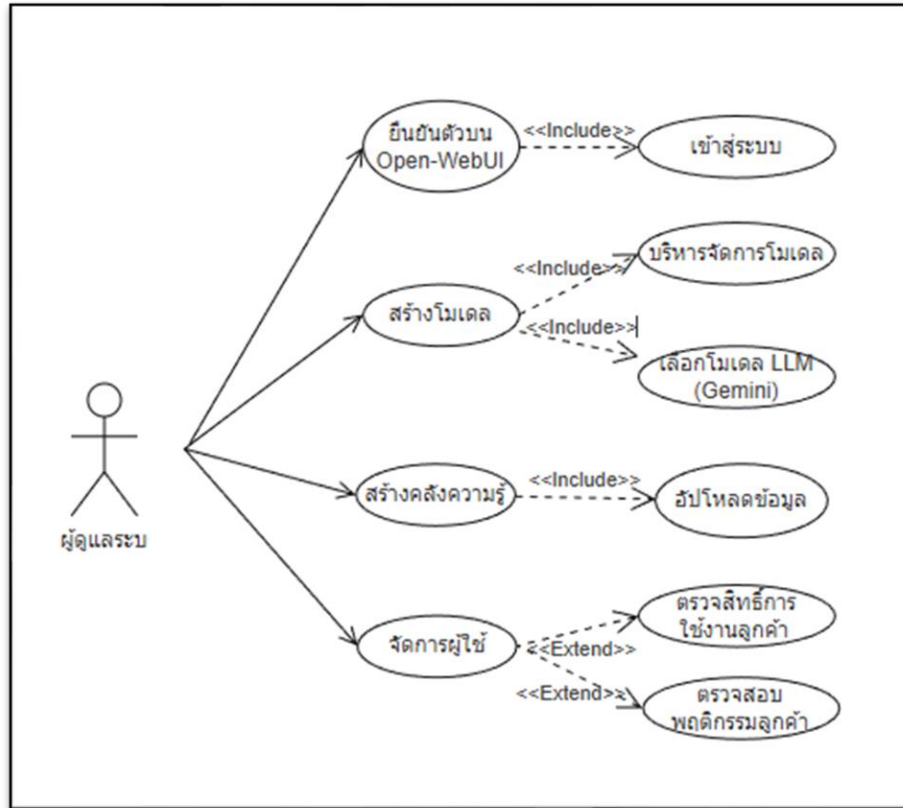 ยืนยันตัวบน
Open-WebUI
<<Include>>
เข้าสู่ระบบ
บริหารจัดการโมเดล
<<Include>>
สร้างโมเดล
<<Include>>
เลือกโมเดล LLM
(Gemini)
สร้างคลังความรู้
<<Include>>
อัปโหลดข้อมูล
ผู้ดูแลระบ
จัดการผู้ใช้
<<Extend>>
ตรวจสิทธิ์การ
ใช้งานลูกค้า
<<Extend>>
ตรวจสอบ
พฤติกรรมลูกค้า